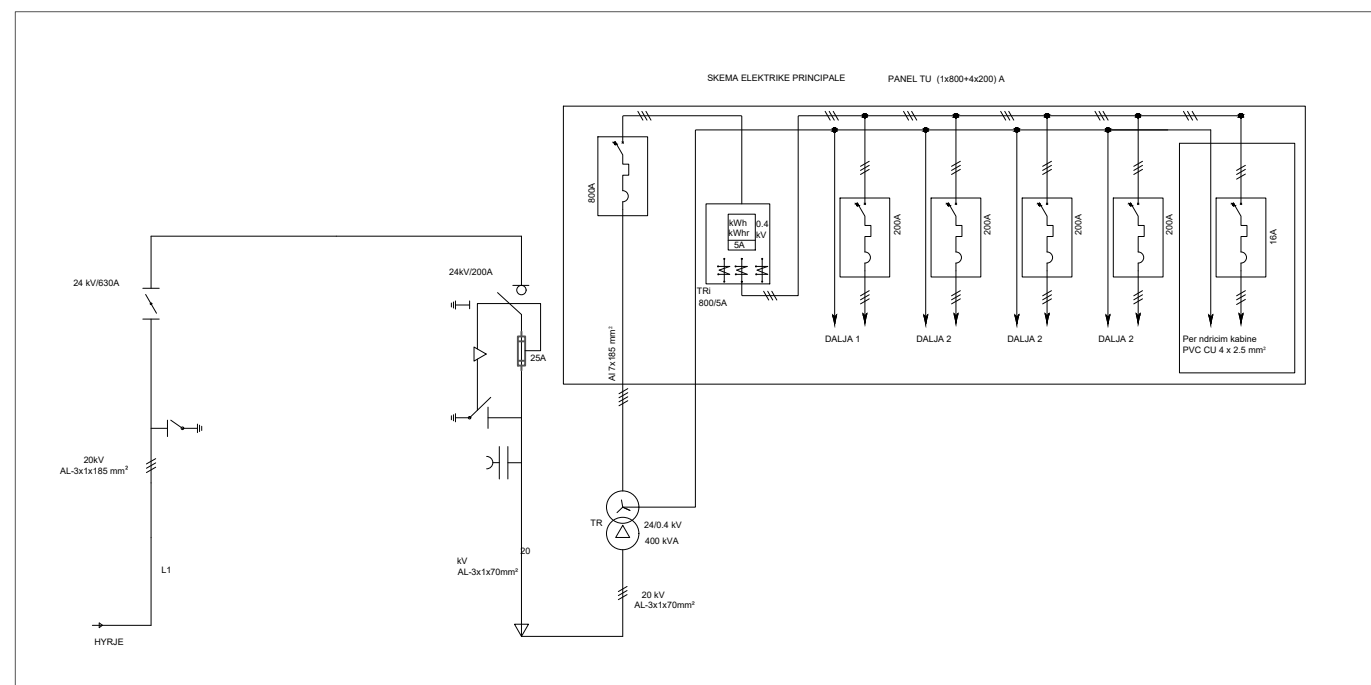 SKEMA ELEKTRIKE PRINCIPALE PANEL TU (1x800+4x200) A
800A
kWh 0.4
kWhr kV
5A
TRi
800/5A
200A
200A
200A
200A
16A
DALJA 1
DALJA 2
DALJA 2
DALJA 2
Per ndricim kabine
PVC CU 4 x 2.5 mm²
24 kV/630A
24kV/200A
25A
Al 7x185 mm²
20kV
AL-3x1x185 mm²
L1
HYRJE
20
kV
AL-3x1x70mm²
TR
24/0.4 kV
400 kVA
20 kV
AL-3x1x70mm²